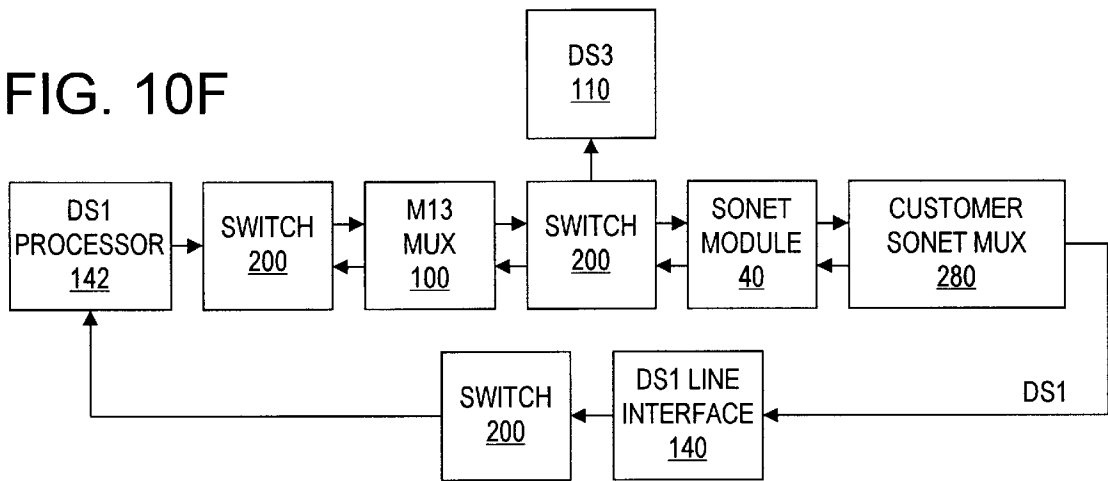 FIG. 10F
DS3
110
DS1
PROCESSOR
142
SWITCH
200
M13
MUX
100
SWITCH
200
SONET
MODULE
40
CUSTOMER
SONET MUX
280
SWITCH
200
DS1 LINE
INTERFACE
140
DS1